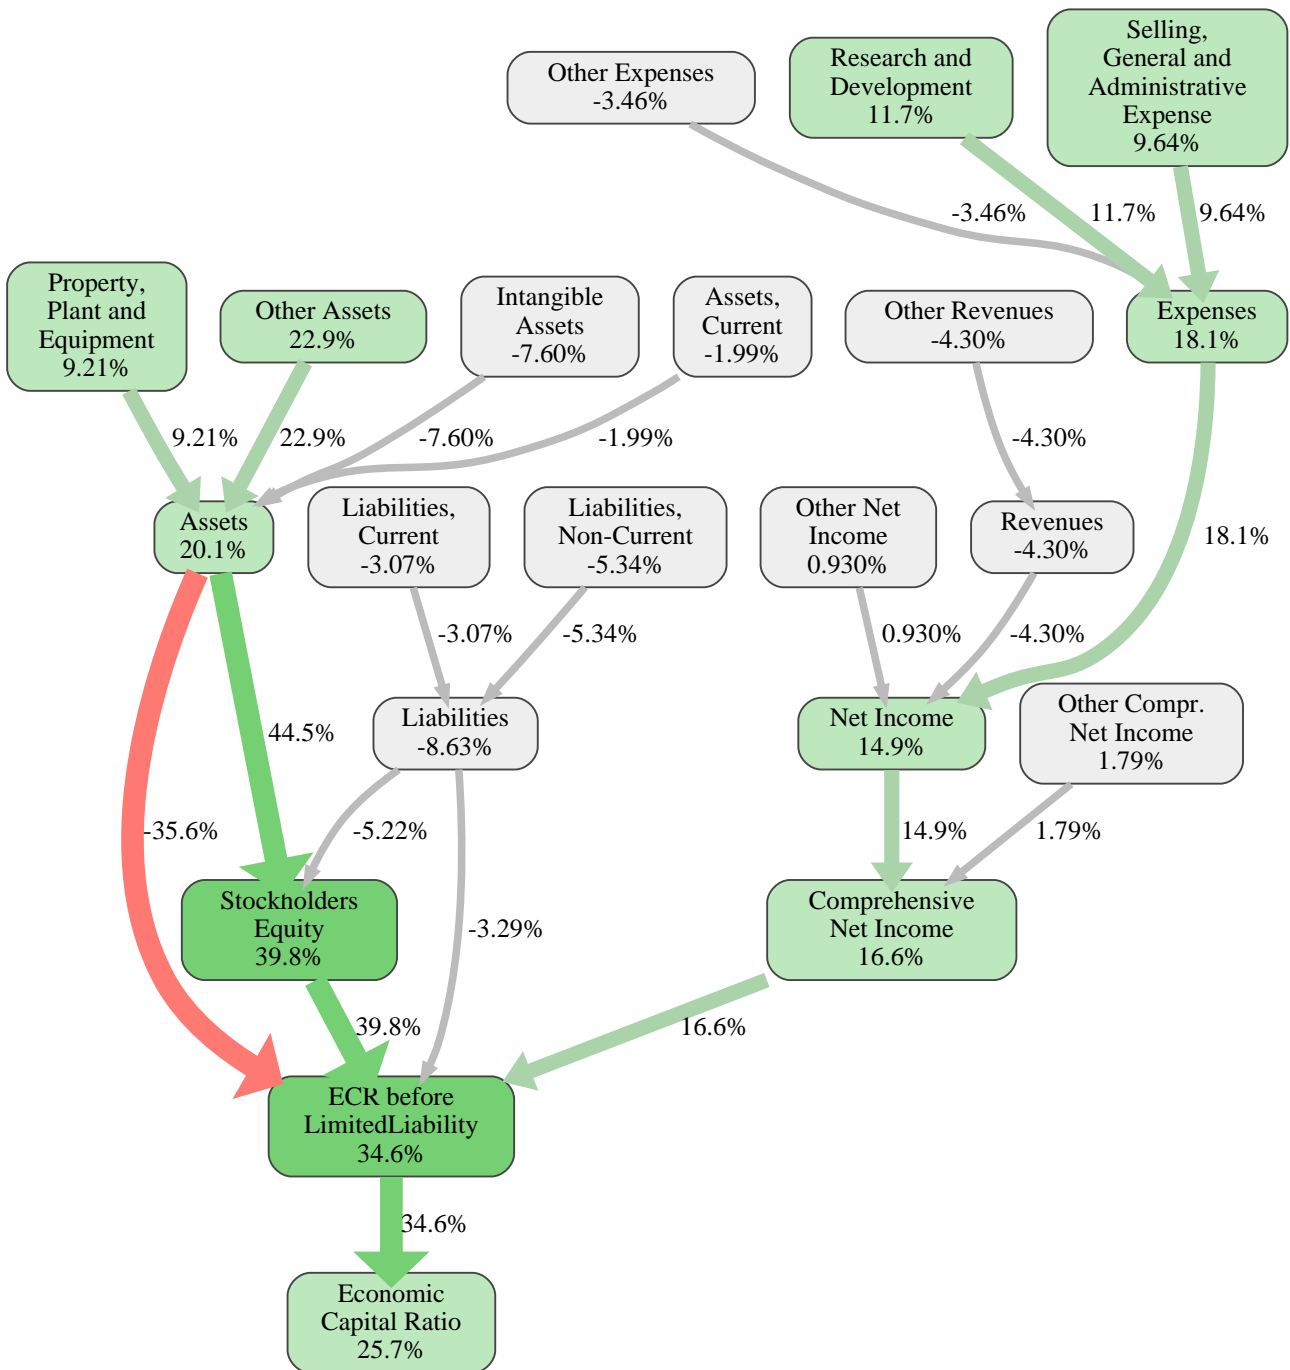 Other Expenses
-3.46%
Research and
Development
11.7%
Selling,
General and
Administrative
Expense
9.64%
-3.46%
11.7%
9.64%
Property,
Plant and
Equipment
9.21%
Other Assets
22.9%
Intangible
Assets
-7.60%
Assets,
Current
-1.99%
Other Revenues
-4.30%
Expenses
18.1%
9.21%
22.9%
-7.60%
-1.99%
-4.30%
18.1%
Assets
20.1%
Liabilities,
Current
-3.07%
Liabilities,
Non-Current
-5.34%
Other Net
Income
0.930%
Revenues
-4.30%
-3.07%
-5.34%
0.930%
-4.30%
44.5%
Liabilities
-8.63%
Net Income
14.9%
Other Compr.
Net Income
1.79%
-35.6%
-5.22%
14.9%
1.79%
Stockholders
Equity
39.8%
-3.29%
Comprehensive
Net Income
16.6%
39.8%
16.6%
ECR before
LimitedLiability
34.6%
34.6%
Economic
Capital Ratio
25.7%